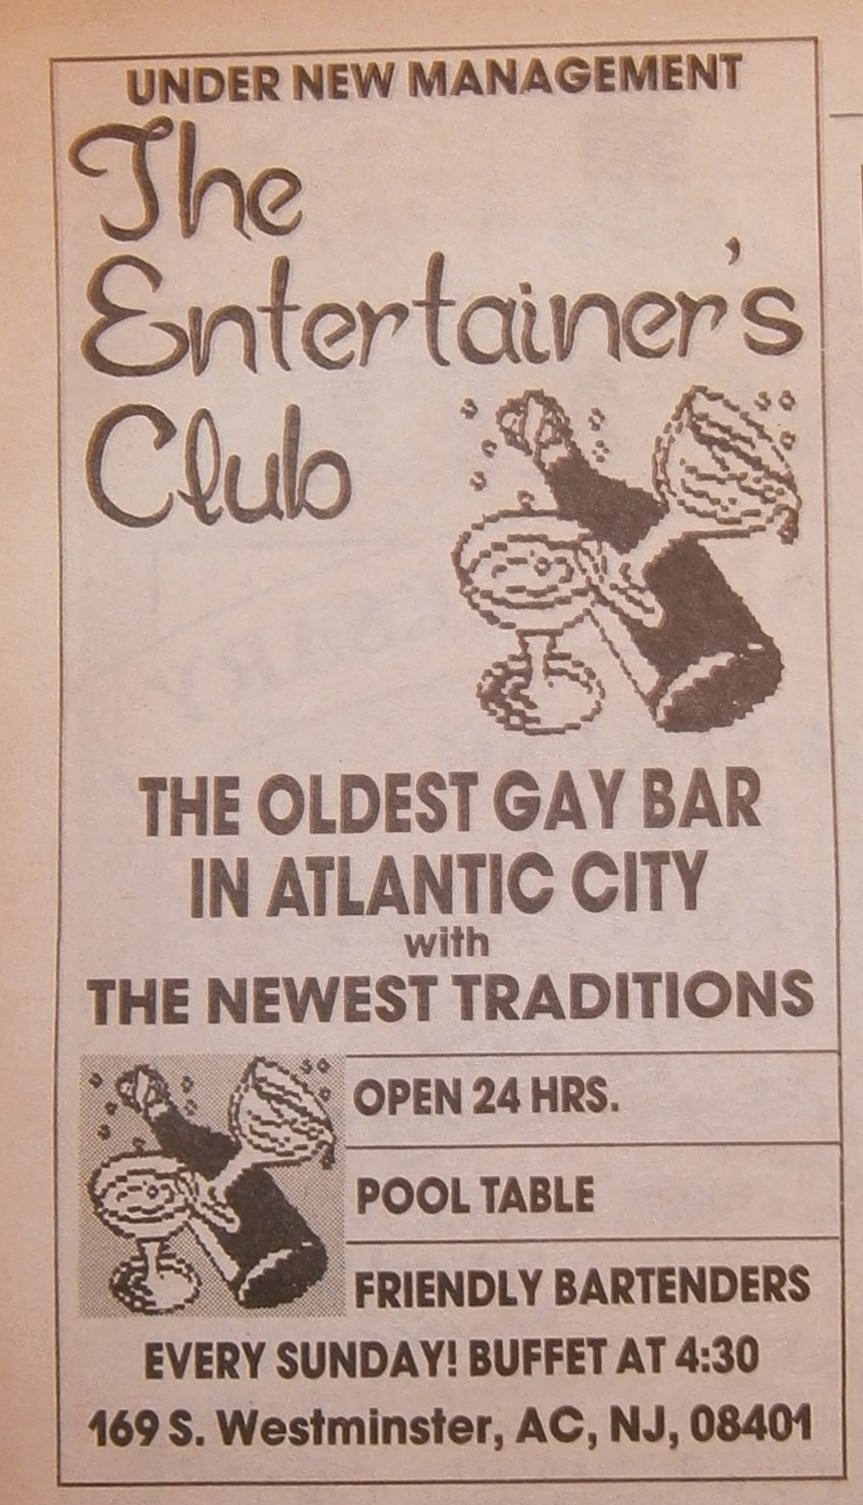 UNDER NEW MANAGEMENT
The
Entertainer's
Club
THE OLDEST GAY BAR
IN ATLANTIC CITY
with
THE NEWEST TRADITIONS
OPEN 24 HRS.
POOL TABLE
FRIENDLY BARTENDERS
EVERY SUNDAY! BUFFET AT 4:30
169 S. Westminster, AC, NJ, 08401